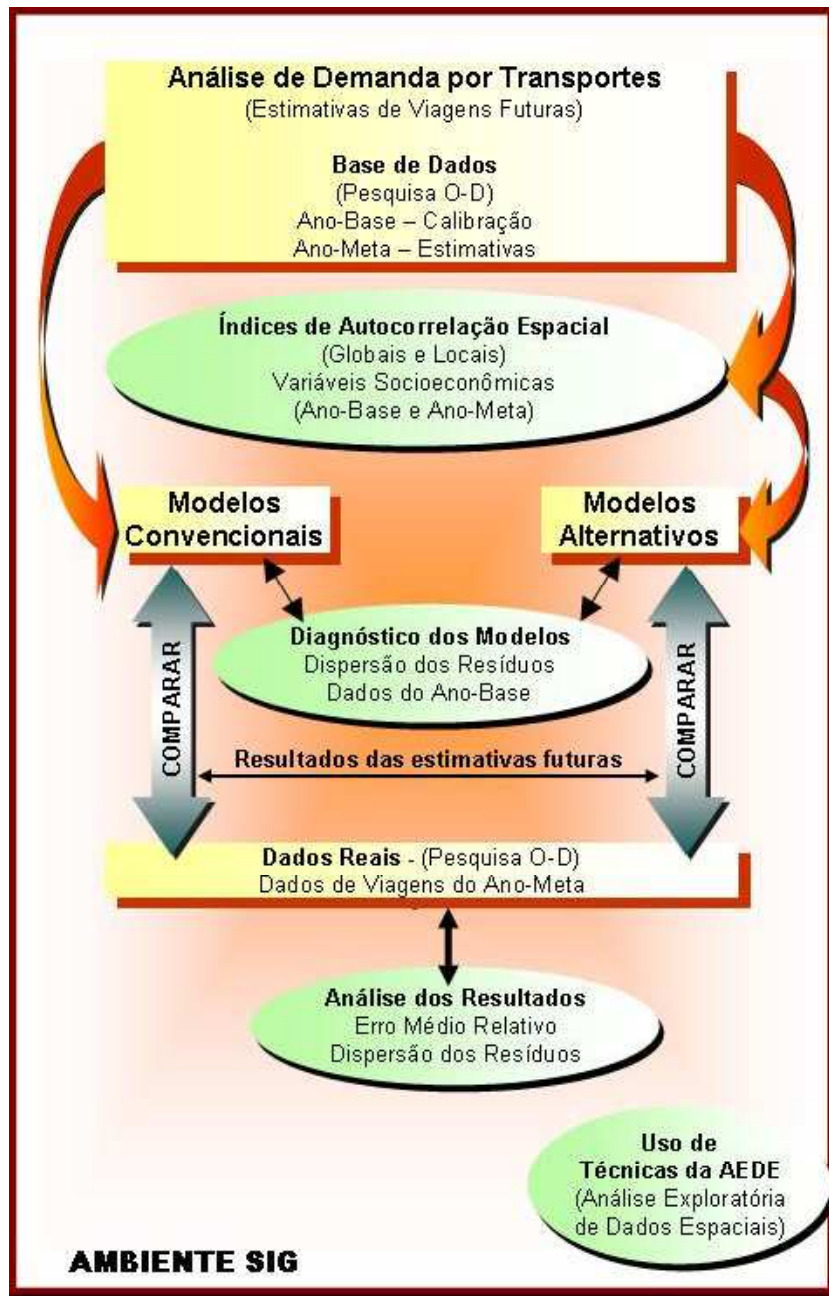 Análise de Demanda por Transportes
(Estimativas de Viagens Futuras)
Base de Dados
(Pesquisa O-D)
Ano-Base – Calibração
Ano-Meta – Estimativas
Índices de Autocorrelação Espacial
(Globais e Locais)
Variáveis Socioeconômicas
(Ano-Base e Ano-Meta)
Modelos
Convencionais
Modelos
Alternativos
Diagnóstico dos Modelos
Dispersão dos Resíduos
Dados do Ano-Base
COMPARAR
COMPARAR
Resultados das estimativas futuras
Dados Reais - (Pesquisa O-D)
Dados de Viagens do Ano-Meta
Análise dos Resultados
Erro Médio Relativo
Dispersão dos Resíduos
Uso de
Técnicas da AEDE
(Análise Exploratória
de Dados Espaciais)
AMBIENTE SIG